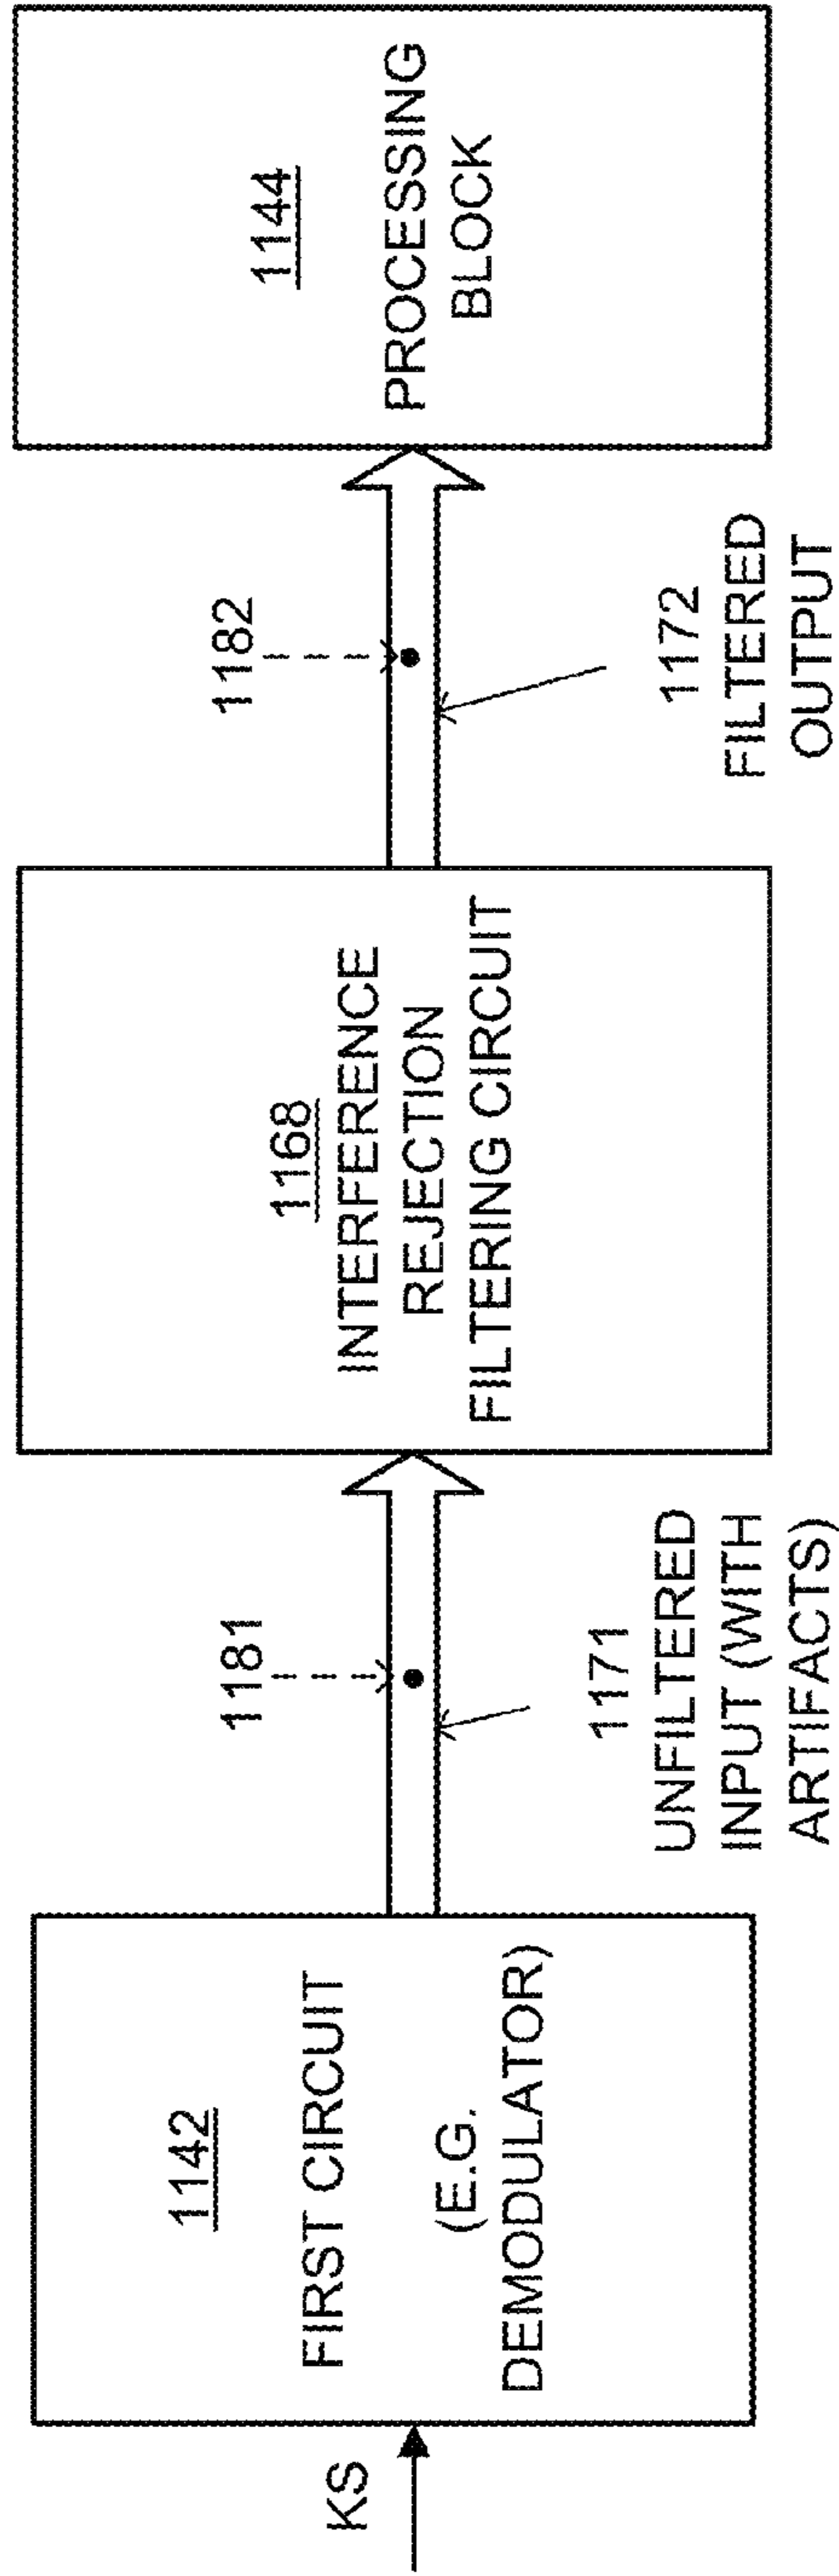 KS
1142
FIRST CIRCUIT
(E.G.
DEMODULATOR)
1181
1171
UNFILTERED
INPUT (WITH
ARTIFACTS)
1168
INTERFERENCE
REJECTION
FILTERING CIRCUIT
1182
1172
FILTERED
OUTPUT
1144
PROCESSING
BLOCK